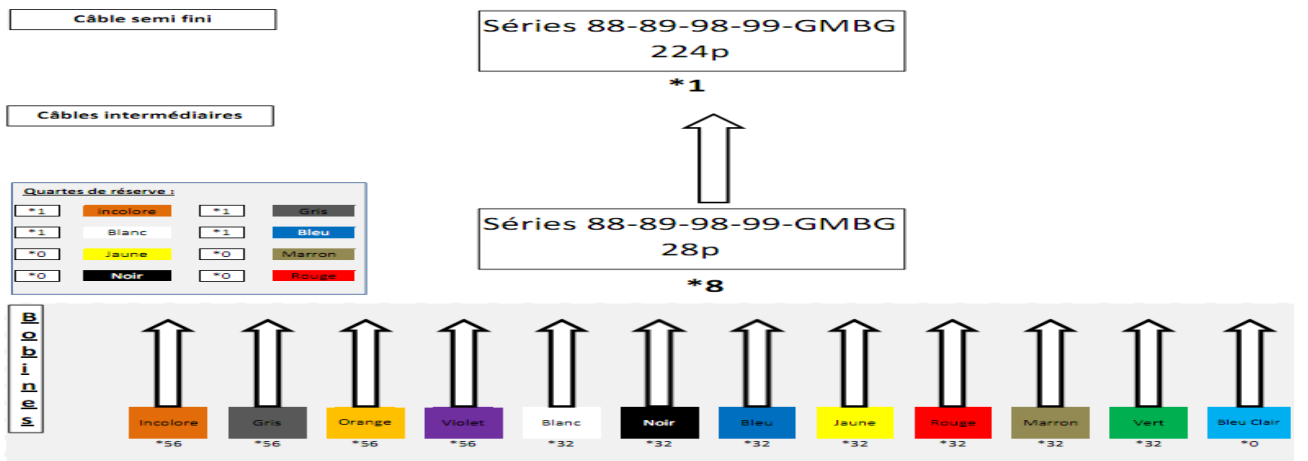 Câble semi fini
Séries 88-89-98-99-GMBG
224p
*1
Câbles intermédiaires
Quartes de réserve :
*1 incolore *1 Gris
*1 Blanc *1 Bleu
*0 Jaune *0 Marron
*0 Noir *0 Rouge
Séries 88-89-98-99-GMBG
28p
*8
Bobines
Incolore Gris Orange Violet Blanc Noir Bleu Jaune Rouge Marron Vert Bleu Clair
*56 *56 *56 *56 *32 *32 *32 *32 *32 *32 *32 *0